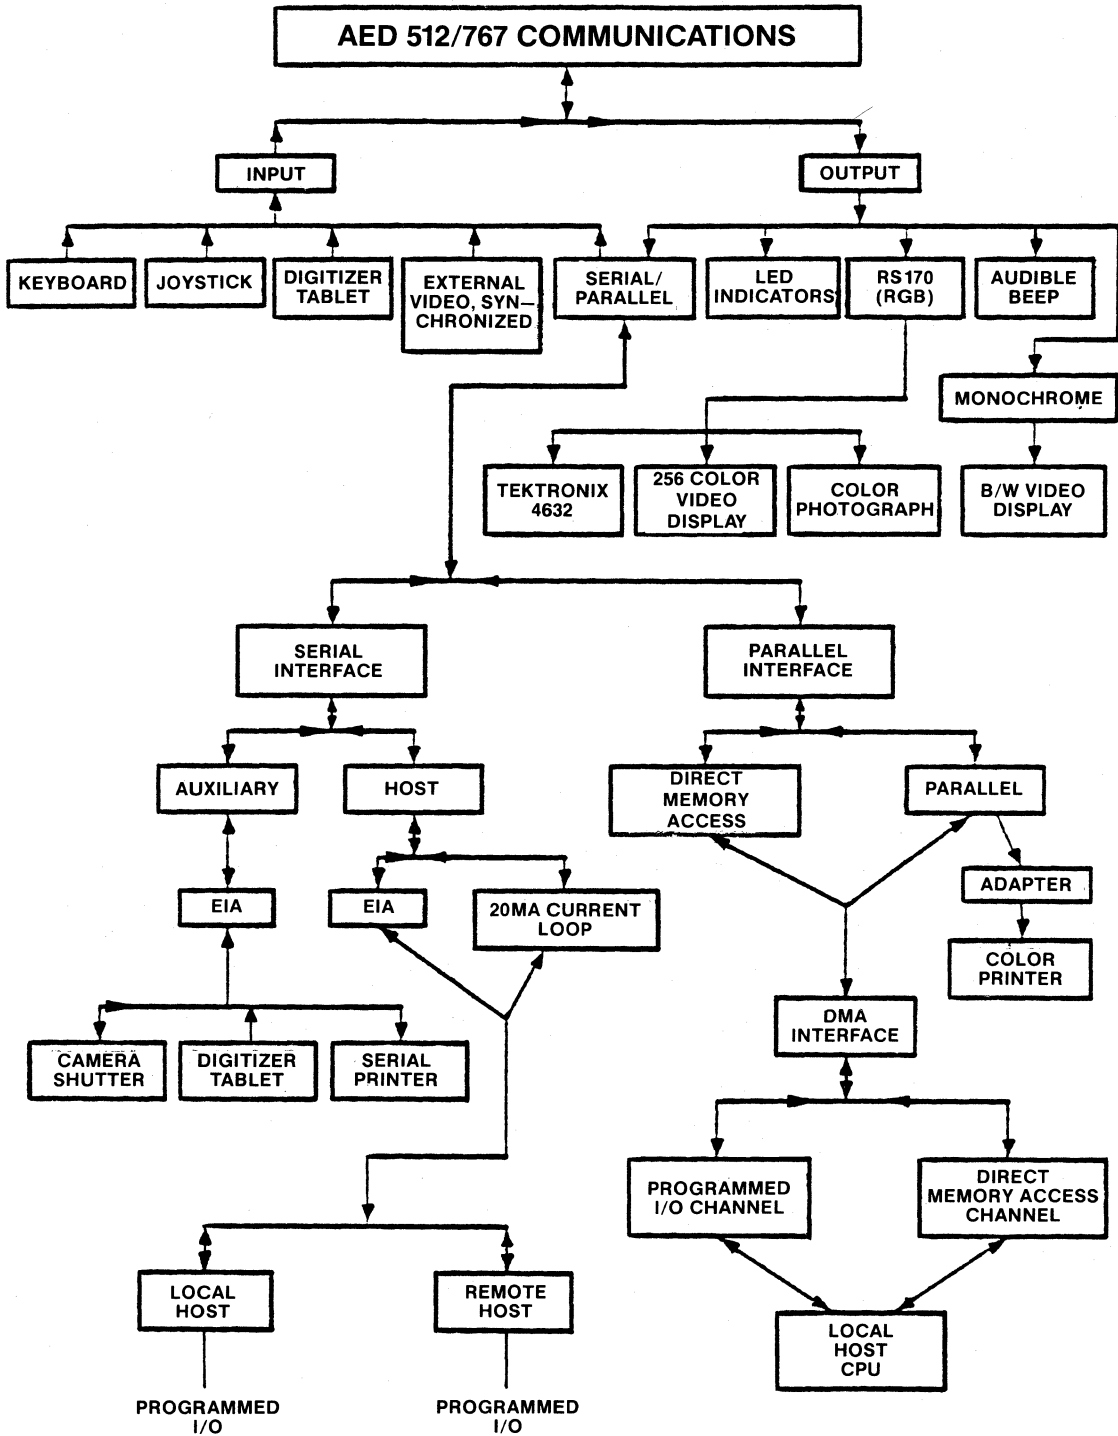 AED 512/767 COMMUNICATIONS
INPUT
OUTPUT
KEYBOARD
JOYSTICK
DIGITIZER
TABLET
EXTERNAL
VIDEO, SYN—
CHRONIZED
SERIAL/
PARALLEL
LED
INDICATORS
RS170
(RGB)
AUDIBLE
BEEP
MONOCHROME
TEKTRONIX
4632
256 COLOR
VIDEO
DISPLAY
COLOR
PHOTOGRAPH
B/W VIDEO
DISPLAY
SERIAL
INTERFACE
PARALLEL
INTERFACE
AUXILIARY
HOST
DIRECT
MEMORY
ACCESS
PARALLEL
EIA
EIA
20MA CURRENT
LOOP
ADAPTER
COLOR
PRINTER
DMA
INTERFACE
CAMERA
SHUTTER
DIGITIZER
TABLET
SERIAL
PRINTER
PROGRAMMED
I/O CHANNEL
DIRECT
MEMORY ACCESS
CHANNEL
LOCAL
HOST
REMOTE
HOST
LOCAL
HOST
CPU
PROGRAMMED
I/O
PROGRAMMED
I/O